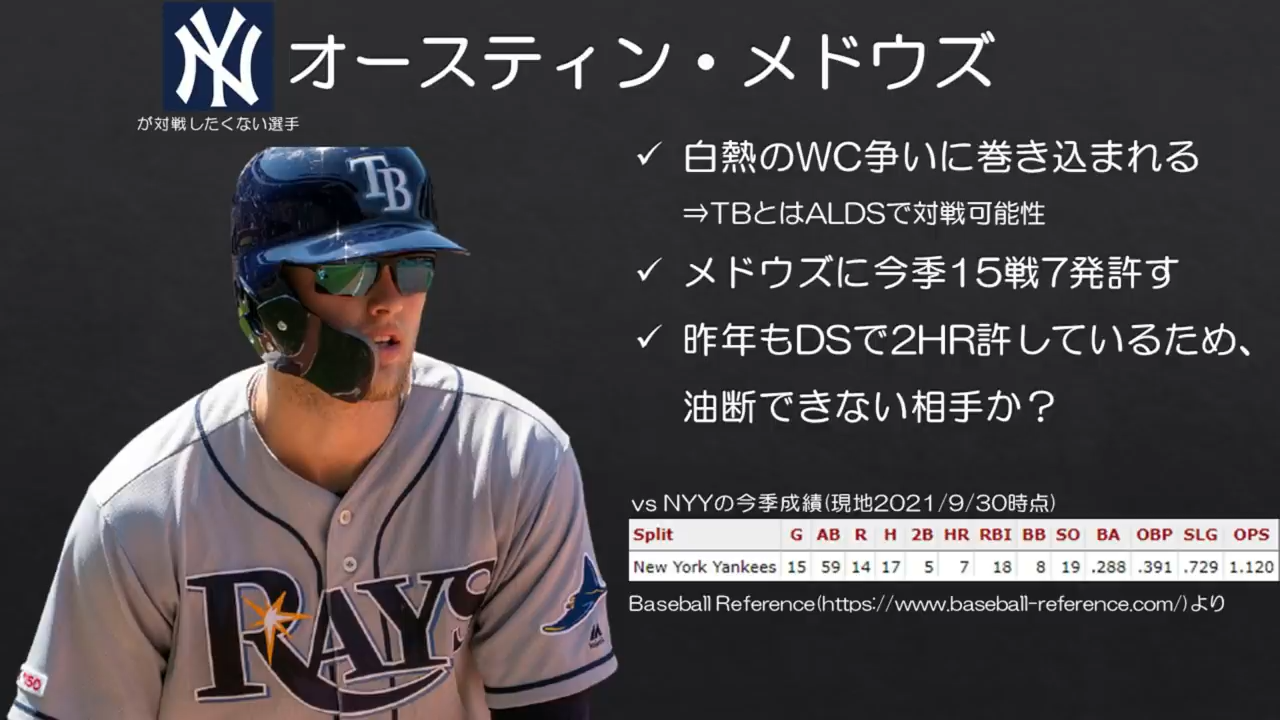 NY オースティン・メドウズ
が対戦したくない選手
TB
✓ 白熱のWC争いに巻き込まれる
⇒TBとはALDSで対戦可能性
✓ メドウズに今季15戦7発許す
✓ 昨年もDSで2HR許しているため、
油断できない相手か？
vs NYYの今季成績(現地2021/9/30時点)
Split G AB R H 2B HR RBI BB SO BA OBP SLG OPS
New York Yankees 15 59 14 17 5 7 18 8 19 .288 .391 .729 1.120
Baseball Reference(https://www.baseball-reference.com/)より
RAYS
150